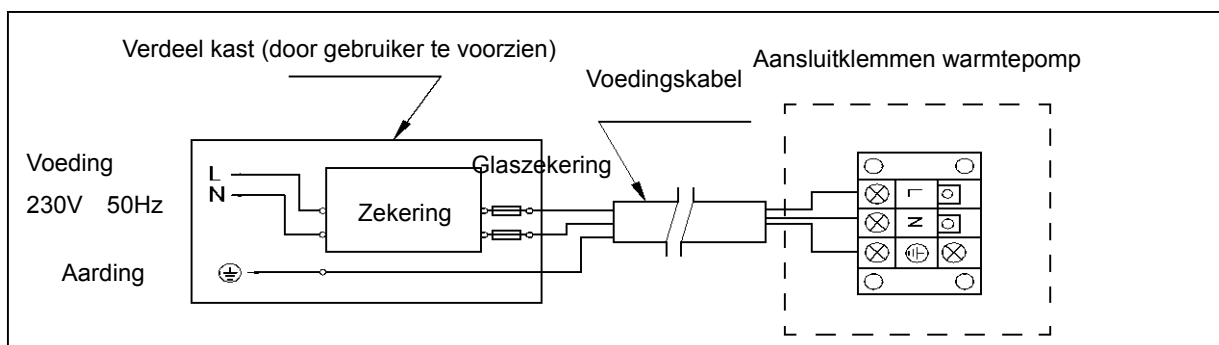 Verdeel kast (door gebruiker te voorzien)
Voedingskabel
Aansluitklemmen warmtepomp
Voeding
230V 50Hz
Aarding
L
N
Zekering
Glaszekering
L
N